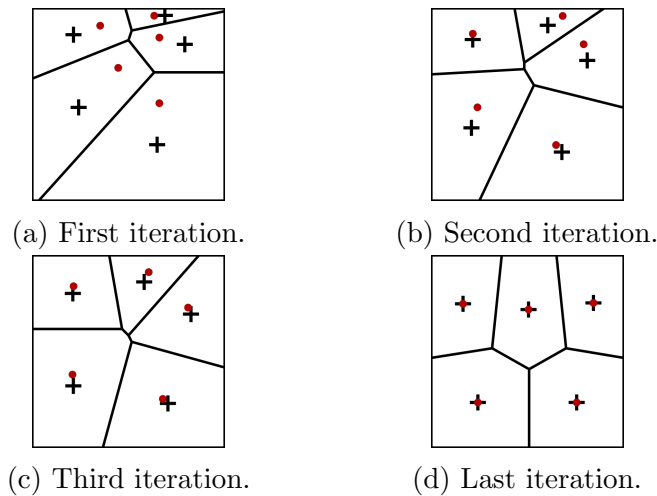 (a) First iteration.
(b) Second iteration.
(c) Third iteration.
(d) Last iteration.